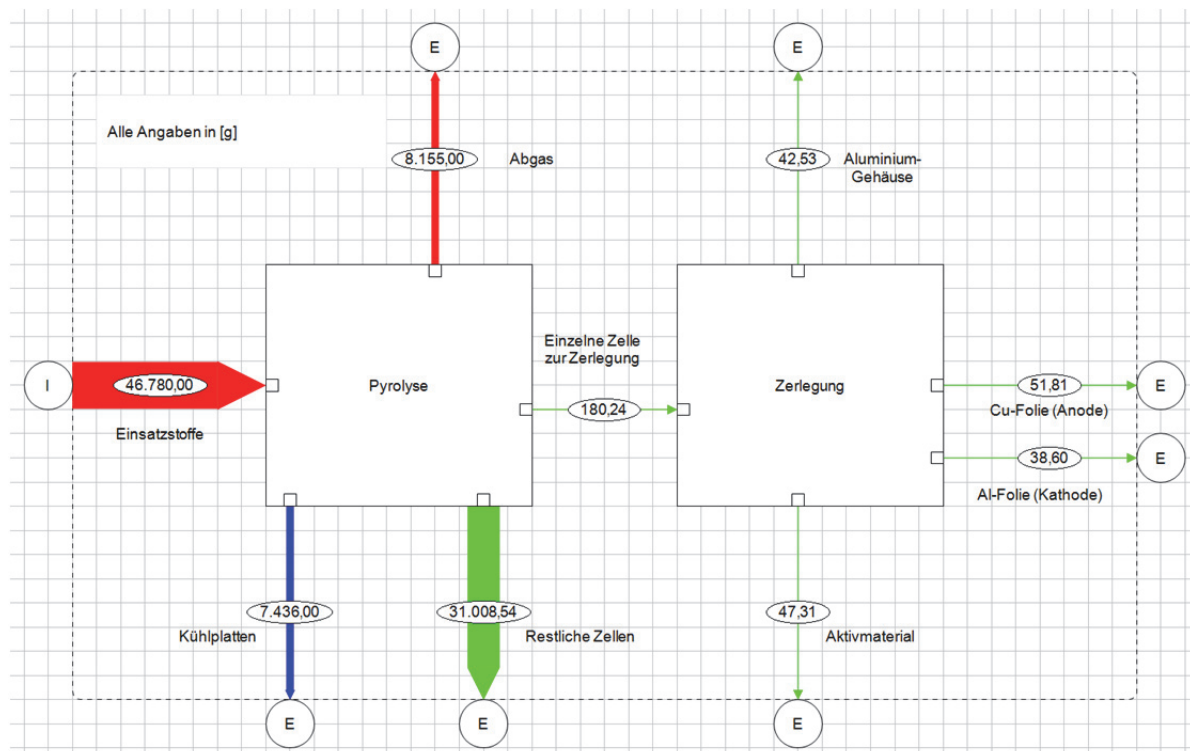 E
E
Alle Angaben in [g]
8.155,00
Abgas
42,53
Aluminium-
Gehäuse
Einzelne Zelle
zur Zerlegung
I
46.780,00
Pyrolyse
Zerlegung
51,81
E
180,24
Cu-Folie (Anode)
Einsatzstoffe
38,60
E
Al-Folie (Kathode)
7.436,00
31.008,54
47,31
Kühlplatten
Restliche Zellen
Aktivmaterial
E
E
E